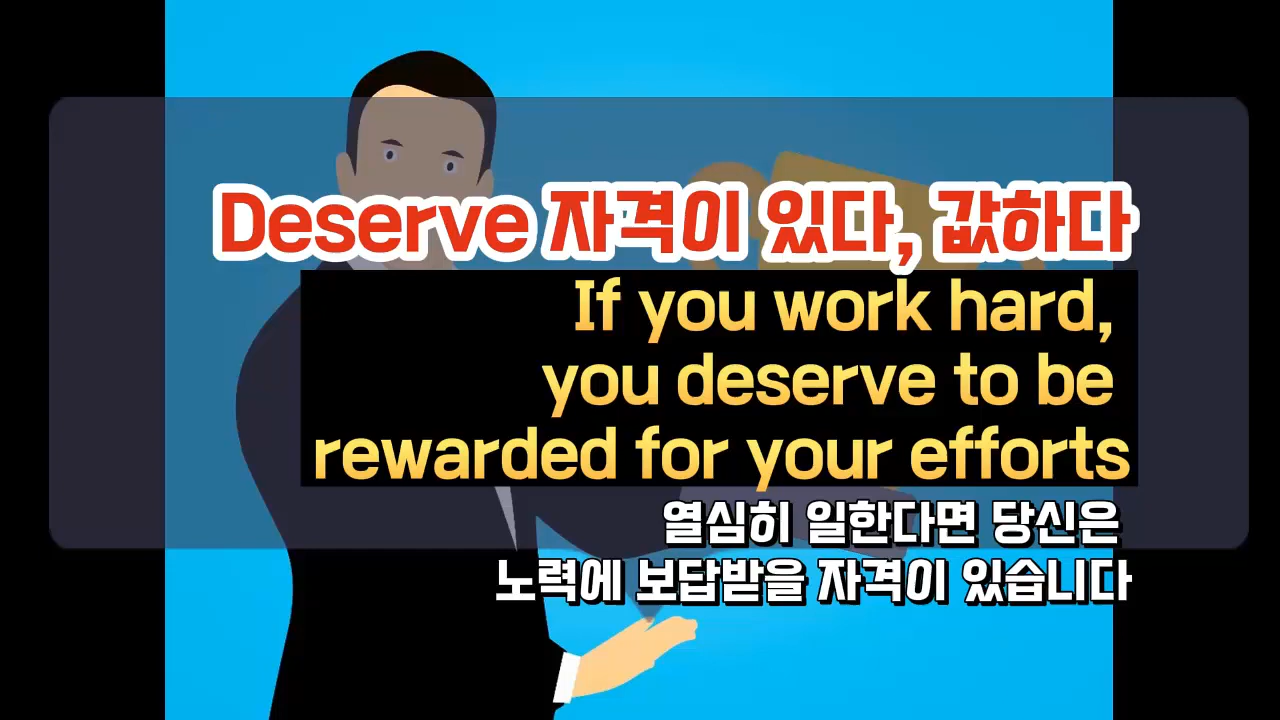 Deserve 자격이 있다, 값하다
If you work hard,
you deserve to be
rewarded for your efforts
열심히 일한다면 당신은
노력에 보답받을 자격이 있습니다